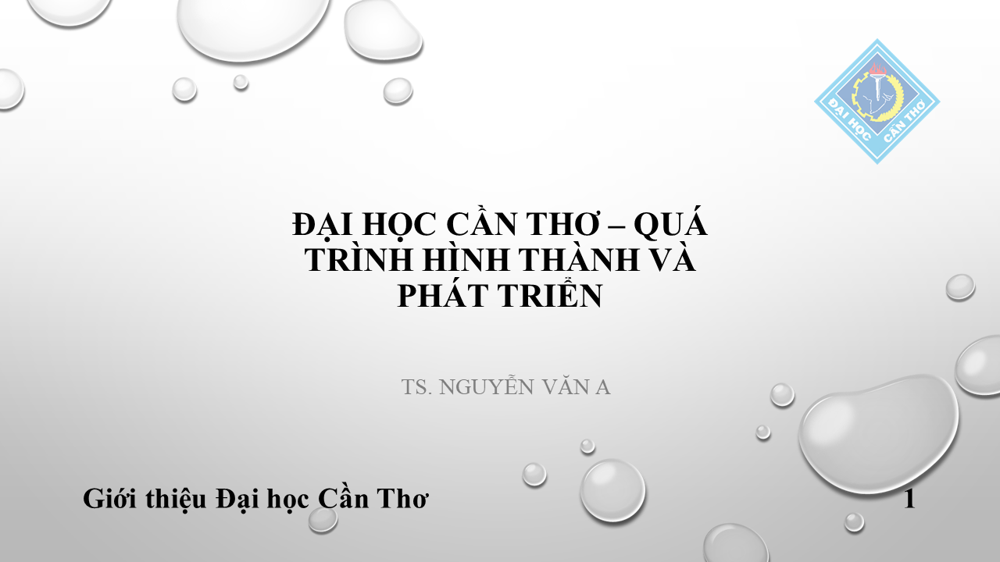 ĐẠI HỌC CẦN THƠ
ĐẠI HỌC CẦN THƠ – QUÁ
TRÌNH HÌNH THÀNH VÀ
PHÁT TRIỂN
TS. NGUYỄN VĂN A
Giới thiệu Đại học Cần Thơ
1